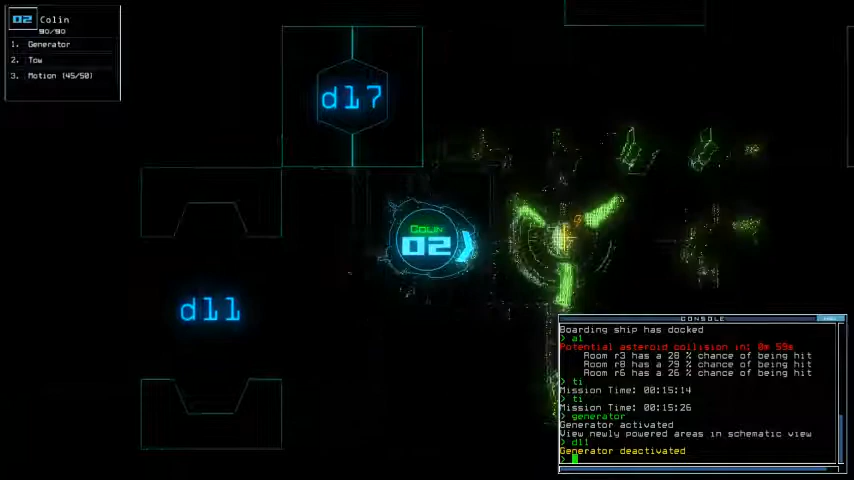 02 Colin
90/90
1. Generator
2. Tow
3. Motion (45/50)
d17
COLIN
02
d11
CONSOLE
Boarding ship has docked
> a1
Potential asteroid collision in: 0m 59s
Room r3 has a 28 % chance of being hit
Room r8 has a 79 % chance of being hit
Room r6 has a 26 % chance of being hit
> ti
Mission Time: 00:15:14
> ti
Mission Time: 00:15:26
> generator
Generator activated
View newly powered areas in schematic view
> d11
Generator deactivated
>